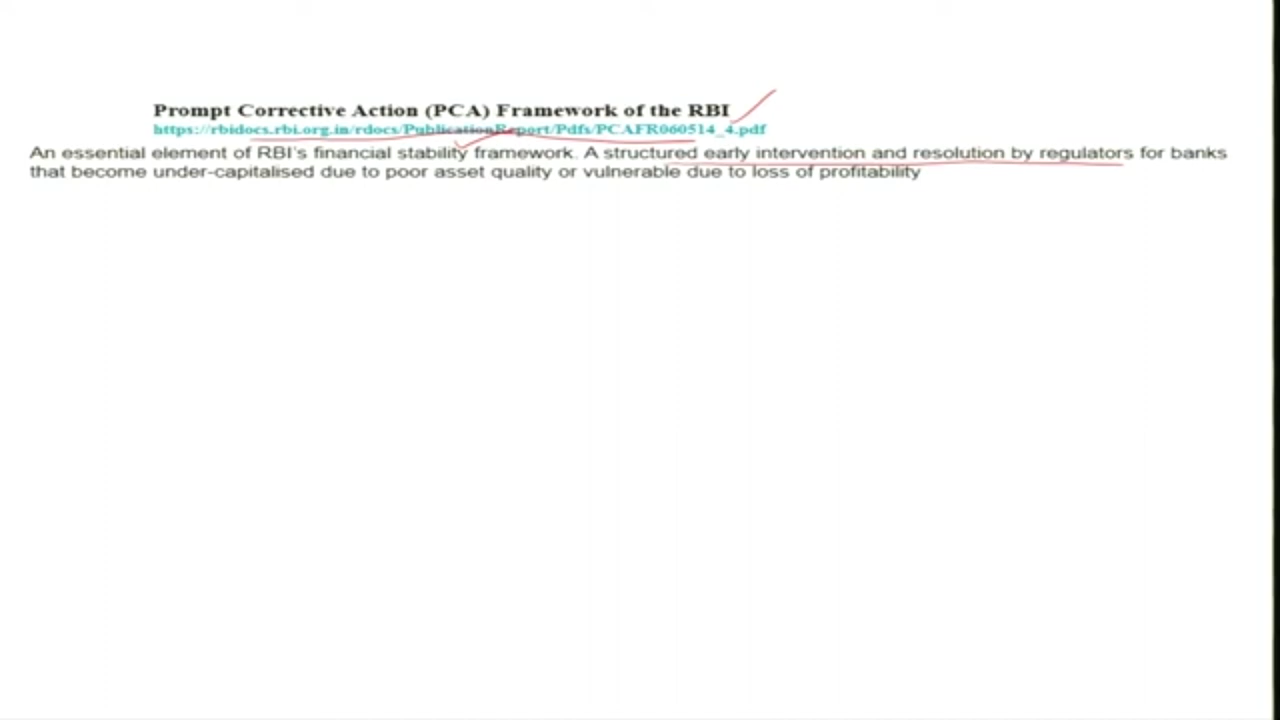 Prompt Corrective Action (PCA) Framework of the RBI
https://rbidocs.rbi.org.in/rdocs/PublicationReport/Pdfs/PCAFR060514_4.pdf
An essential element of RBI's financial stability framework. A structured early intervention and resolution by regulators for banks
that become under-capitalised due to poor asset quality or vulnerable due to loss of profitability